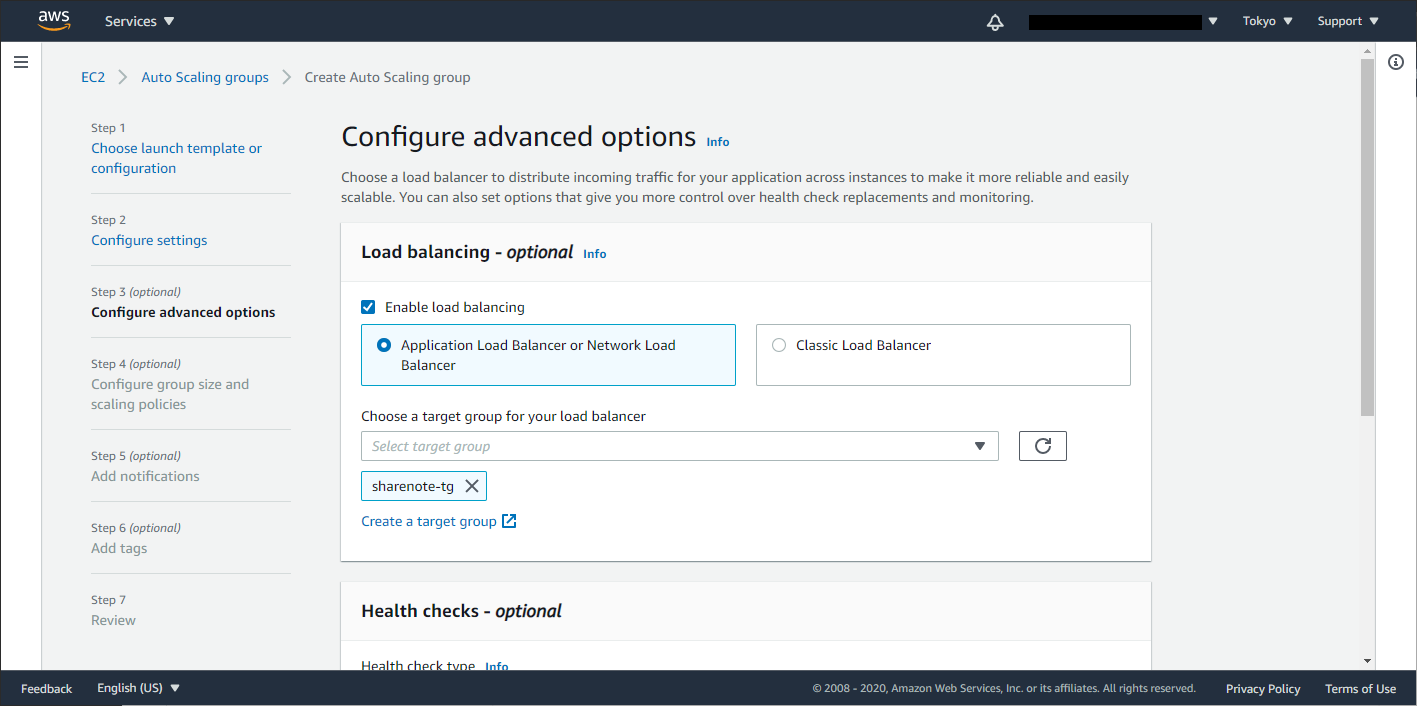 aws Services Tokyo Support
EC2 Auto Scaling groups Create Auto Scaling group
Step 1
Choose launch template or
configuration
Step 2
Configure settings
Step 3 (optional)
Configure advanced options
Step 4 (optional)
Configure group size and
scaling policies
Step 5 (optional)
Add notifications
Step 6 (optional)
Add tags
Step 7
Review
Configure advanced options Info
Choose a load balancer to distribute incoming traffic for your application across instances to make it more reliable and easily
scalable. You can also set options that give you more control over health check replacements and monitoring.
Load balancing - optional Info
Enable load balancing
Application Load Balancer or Network Load
Balancer
Classic Load Balancer
Choose a target group for your load balancer
Select target group
sharenote-tg
Create a target group
Health checks - optional
Health check type Info
Feedback English (US) © 2008 - 2020, Amazon Web Services, Inc. or its affiliates. All rights reserved. Privacy Policy Terms of Use